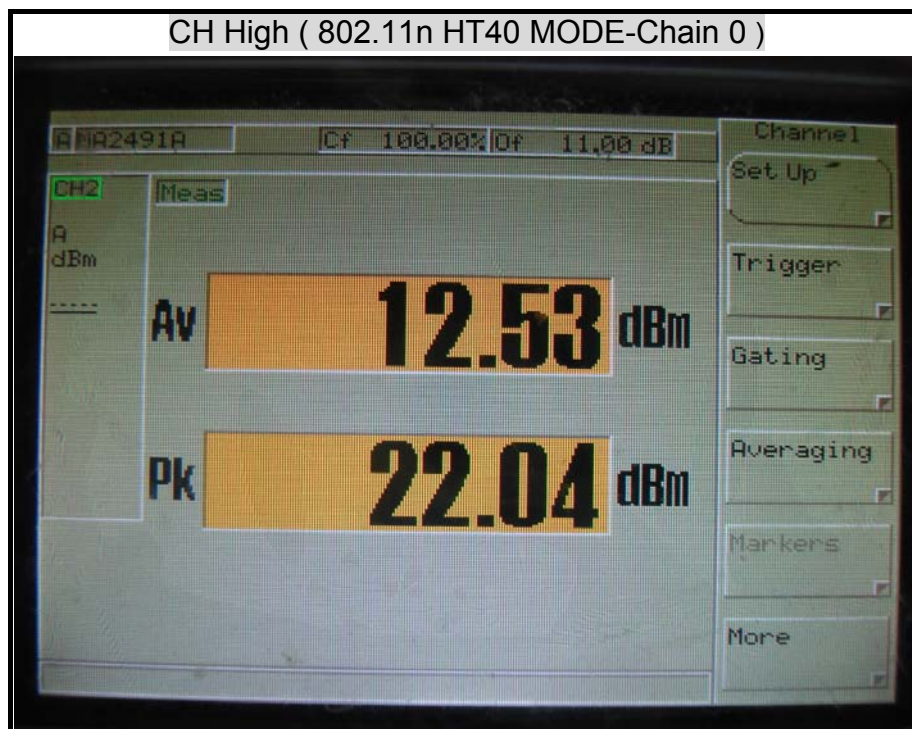 CH High ( 802.11n HT40 MODE-Chain 0 )
A MA2491A Cf 100.00% Of 11.00 dB
CH2
A
dBm
-----
Meas
Av 12.53 dBm
Pk 22.04 dBm
Channel
Set Up
Trigger
Gating
Averaging
Markers
More